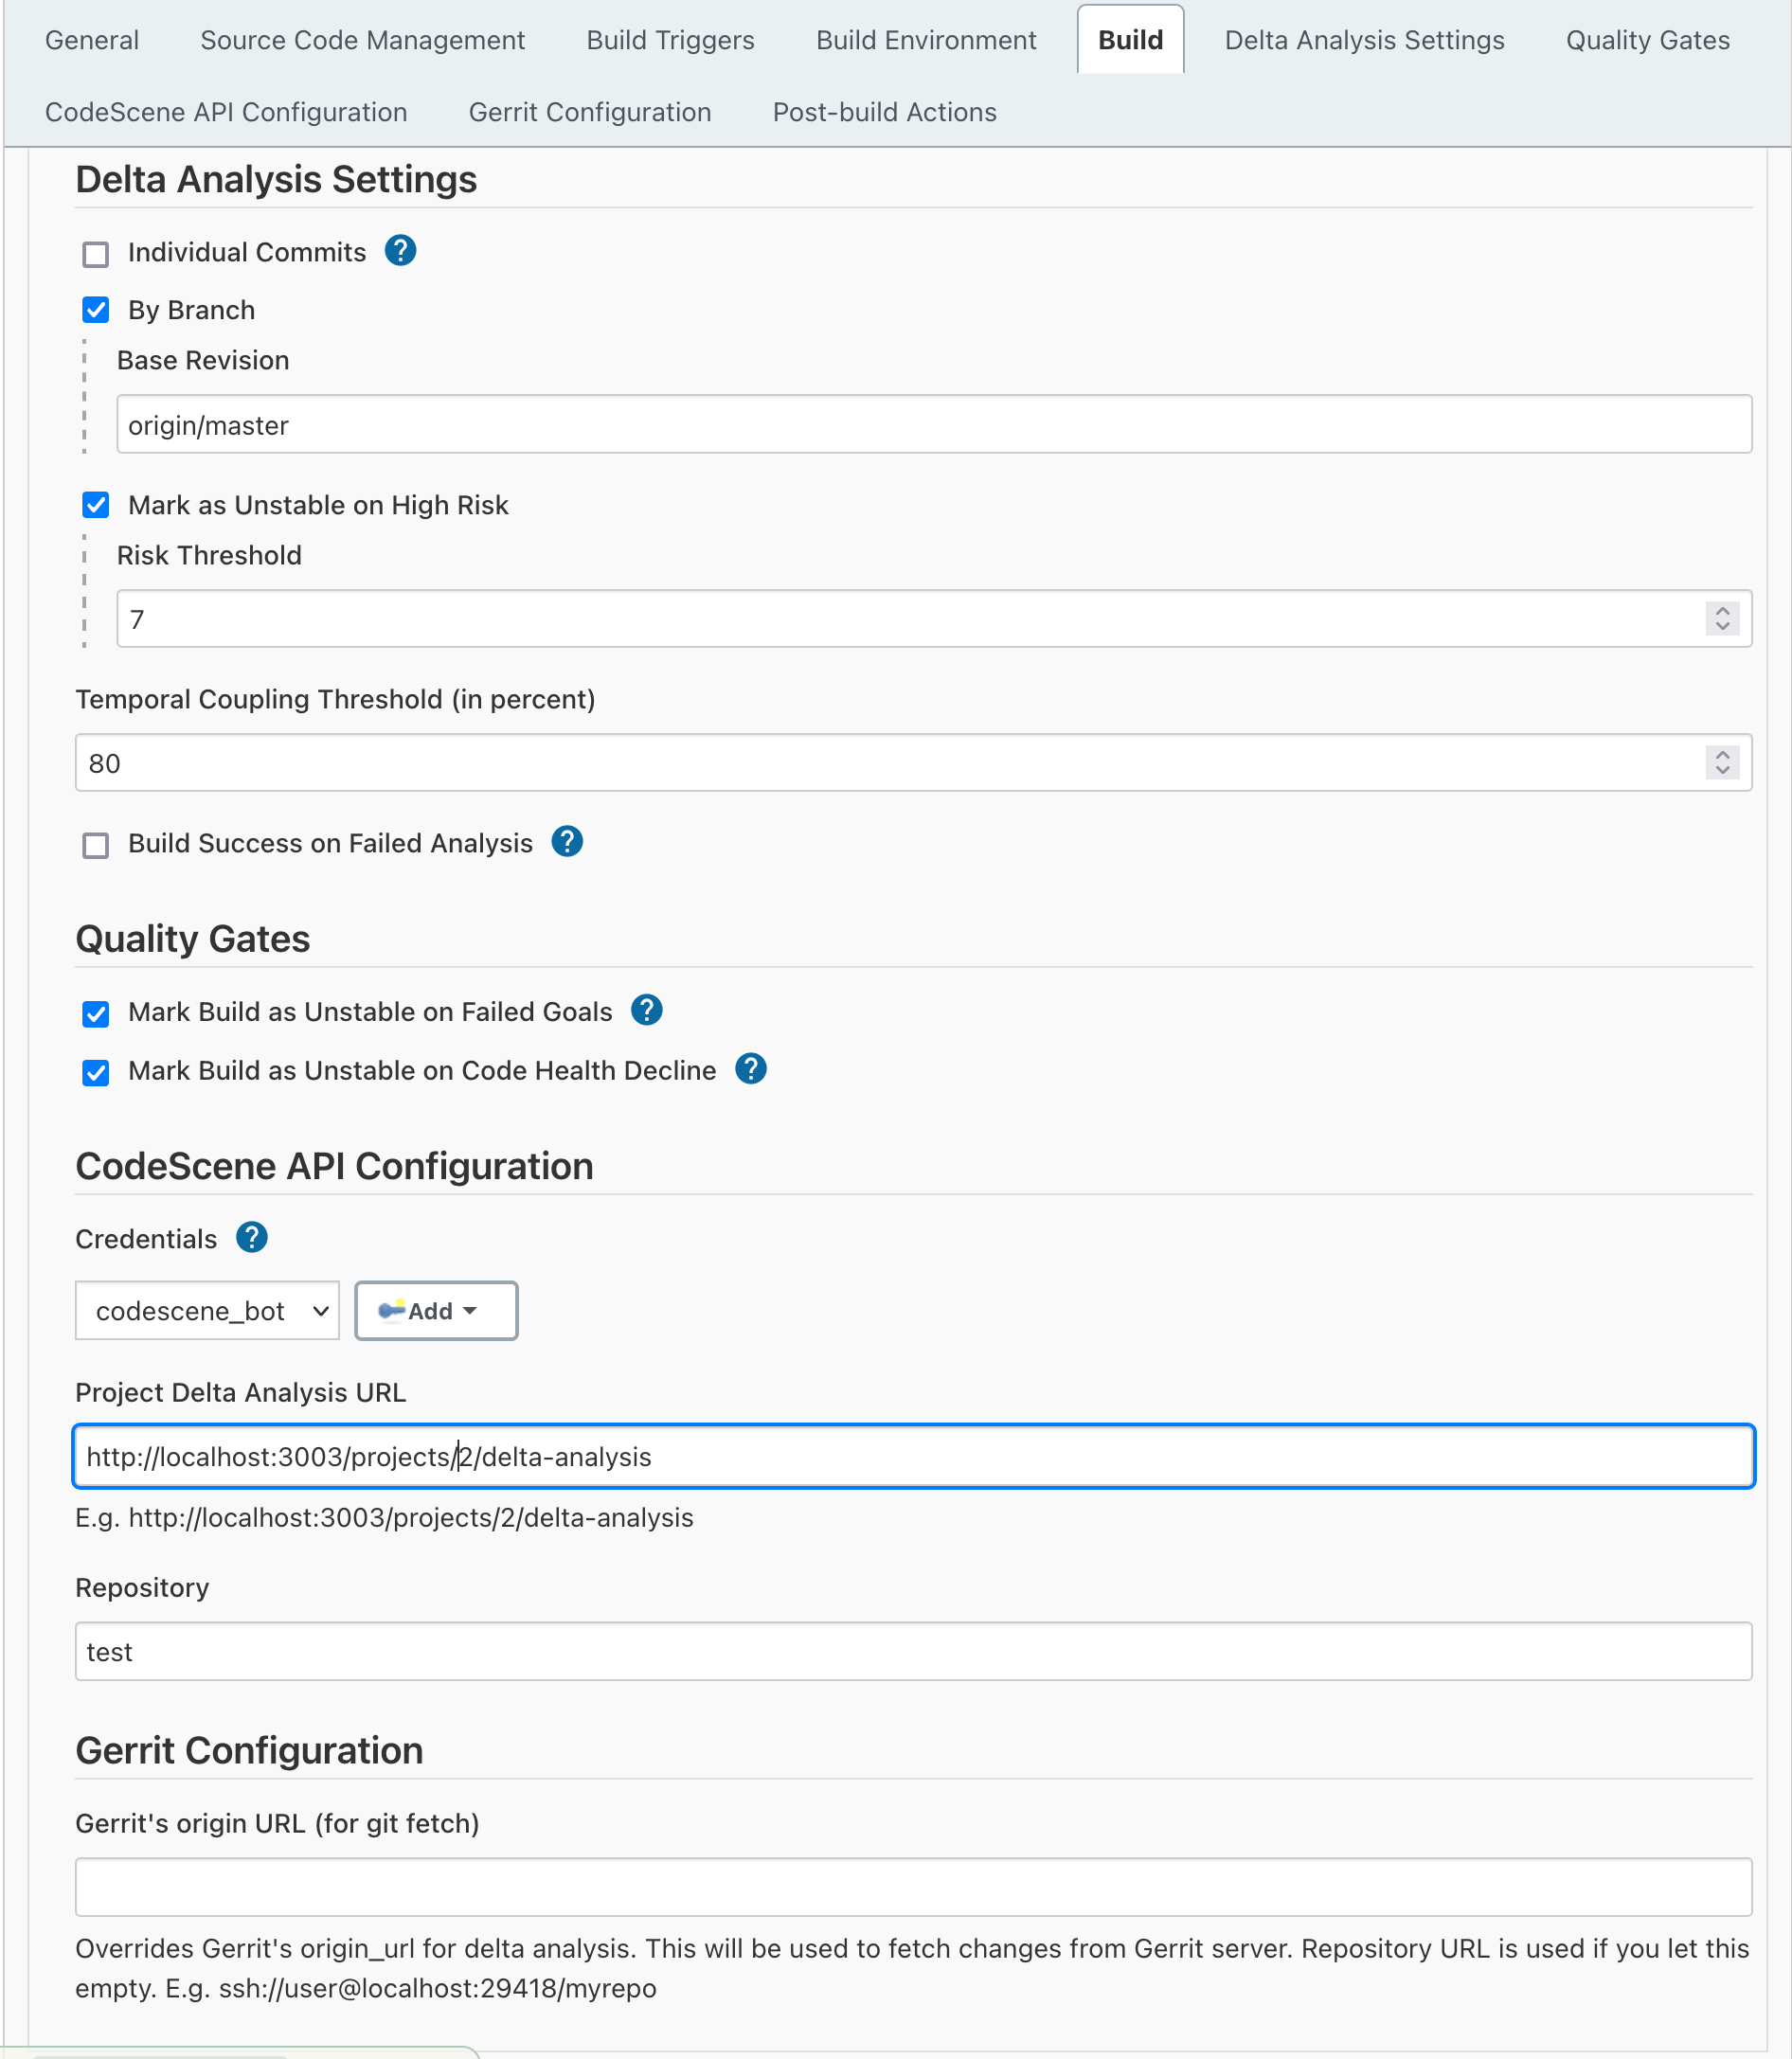 General Source Code Management Build Triggers Build Environment Build Delta Analysis Settings Quality Gates
CodeScene API Configuration Gerrit Configuration Post-build Actions
Delta Analysis Settings
Individual Commits ?
By Branch
Base Revision
origin/master
Mark as Unstable on High Risk
Risk Threshold
7
Temporal Coupling Threshold (in percent)
80
Build Success on Failed Analysis ?
Quality Gates
Mark Build as Unstable on Failed Goals ?
Mark Build as Unstable on Code Health Decline ?
CodeScene API Configuration
Credentials ?
codescene_bot Add
Project Delta Analysis URL
http://localhost:3003/projects/2/delta-analysis
E.g. http://localhost:3003/projects/2/delta-analysis
Repository
test
Gerrit Configuration
Gerrit's origin URL (for git fetch)
Overrides Gerrit's origin_url for delta analysis. This will be used to fetch changes from Gerrit server. Repository URL is used if you let this
empty. E.g. ssh://user@localhost:29418/myrepo